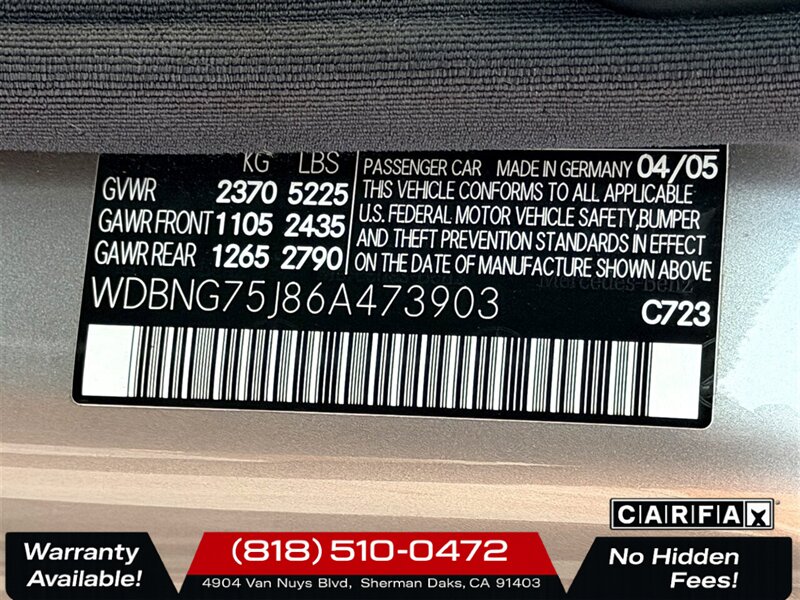 KG LBS
GVWR 2370 5225
GAWR FRONT 1105 2435
GAWR REAR 1265 2790
PASSENGER CAR MADE IN GERMANY 04/05
THIS VEHICLE CONFORMS TO ALL APPLICABLE
U.S. FEDERAL MOTOR VEHICLE SAFETY,BUMPER
AND THEFT PREVENTION STANDARDS IN EFFECT
ON THE DATE OF MANUFACTURE SHOWN ABOVE
Mercedes-Benz
WDBNG75J86A473903
C723
CARFAX
Warranty
Available!
(818) 510-0472
4904 Van Nuys Blvd, Sherman Daks, CA 91403
No Hidden
Fees!